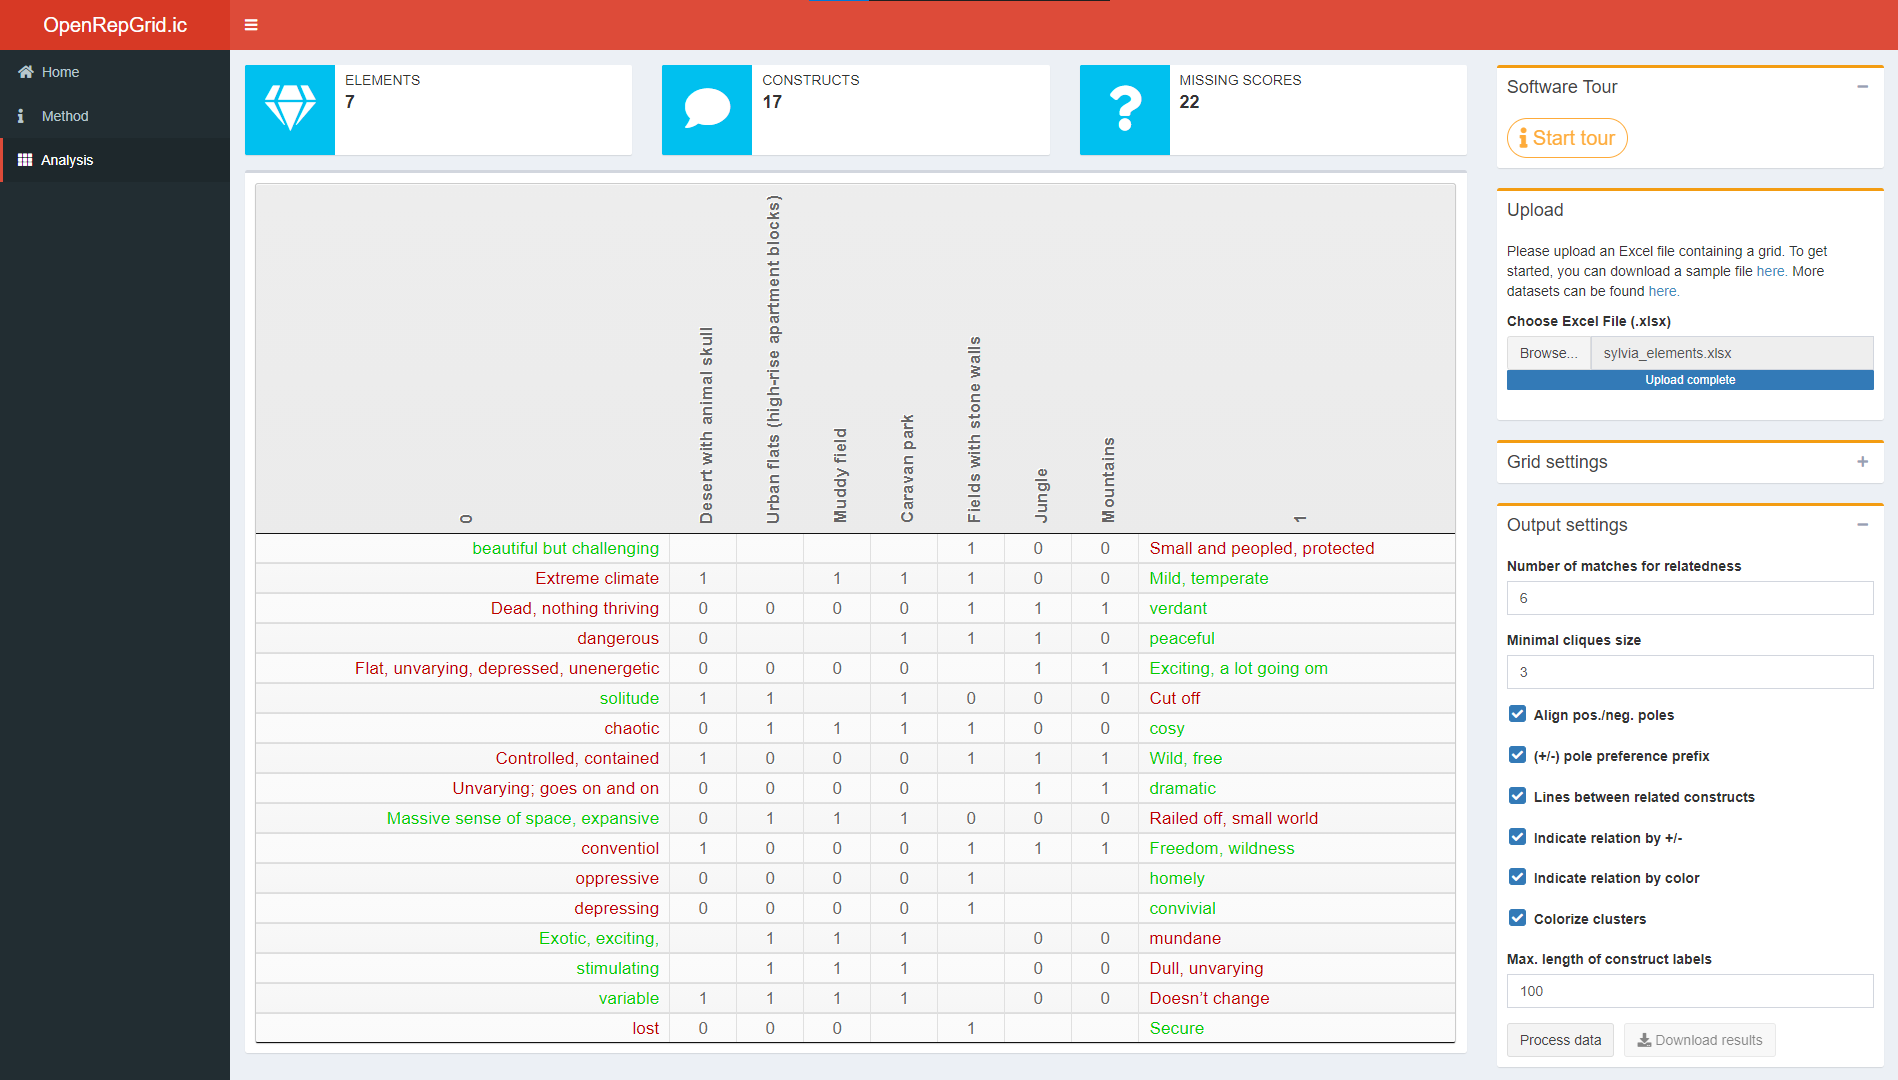 OpenRepGrid.ic
Home
Method
Analysis
ELEMENTS
7
CONSTRUCTS
17
MISSING SCORES
22
0
Desert with animal skull
Urban flats (high-rise apartment blocks)
Muddy field
Caravan park
Fields with stone walls
Jungle
Mountains
1
beautiful but challenging 1 0 0 Small and peopled, protected
Extreme climate 1 1 1 1 0 0 Mild, temperate
Dead, nothing thriving 0 0 0 0 1 1 1 verdant
dangerous 0 1 1 1 0 peaceful
Flat, unvarying, depressed, unenergetic 0 0 0 0 1 1 Exciting, a lot going om
solitude 1 1 1 0 0 0 Cut off
chaotic 0 1 1 1 1 0 0 cosy
Controlled, contained 1 0 0 0 1 1 1 Wild, free
Unvarying; goes on and on 0 0 0 0 1 1 dramatic
Massive sense of space, expansive 0 1 1 1 0 0 0 Railed off, small world
conventiol 1 0 0 0 1 1 1 Freedom, wildness
oppressive 0 0 0 0 1 homely
depressing 0 0 0 0 1 convivial
Exotic, exciting, 1 1 1 0 0 mundane
stimulating 1 1 1 0 0 Dull, unvarying
variable 1 1 1 1 0 0 Doesn’t change
lost 0 0 0 1 Secure
Software Tour
Start tour
Upload
Please upload an Excel file containing a grid. To get
started, you can download a sample file here. More
datasets can be found here.
Choose Excel File (.xlsx)
Browse... sylvia_elements.xlsx
Upload complete
Grid settings
Output settings
Number of matches for relatedness
6
Minimal cliques size
3
Align pos./neg. poles
(+/-) pole preference prefix
Lines between related constructs
Indicate relation by +/-
Indicate relation by color
Colorize clusters
Max. length of construct labels
100
Process data
Download results